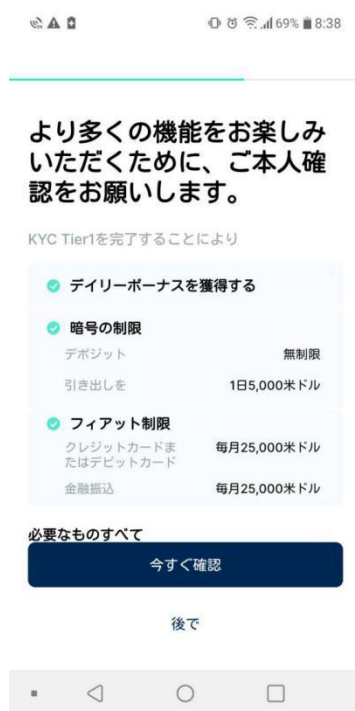 69% 8:38
より多くの機能をお楽しみ
いただくために、ご本人確
認をお願いします。
KYC Tier1を完了することにより
デイリーボーナスを獲得する
暗号の制限
デポジット 無制限
引き出しを 1日5,000米ドル
フィアット制限
クレジットカードま 毎月25,000米ドル
たはデビットカード
金融振込 毎月25,000米ドル
必要なものすべて
今すぐ確認
後で